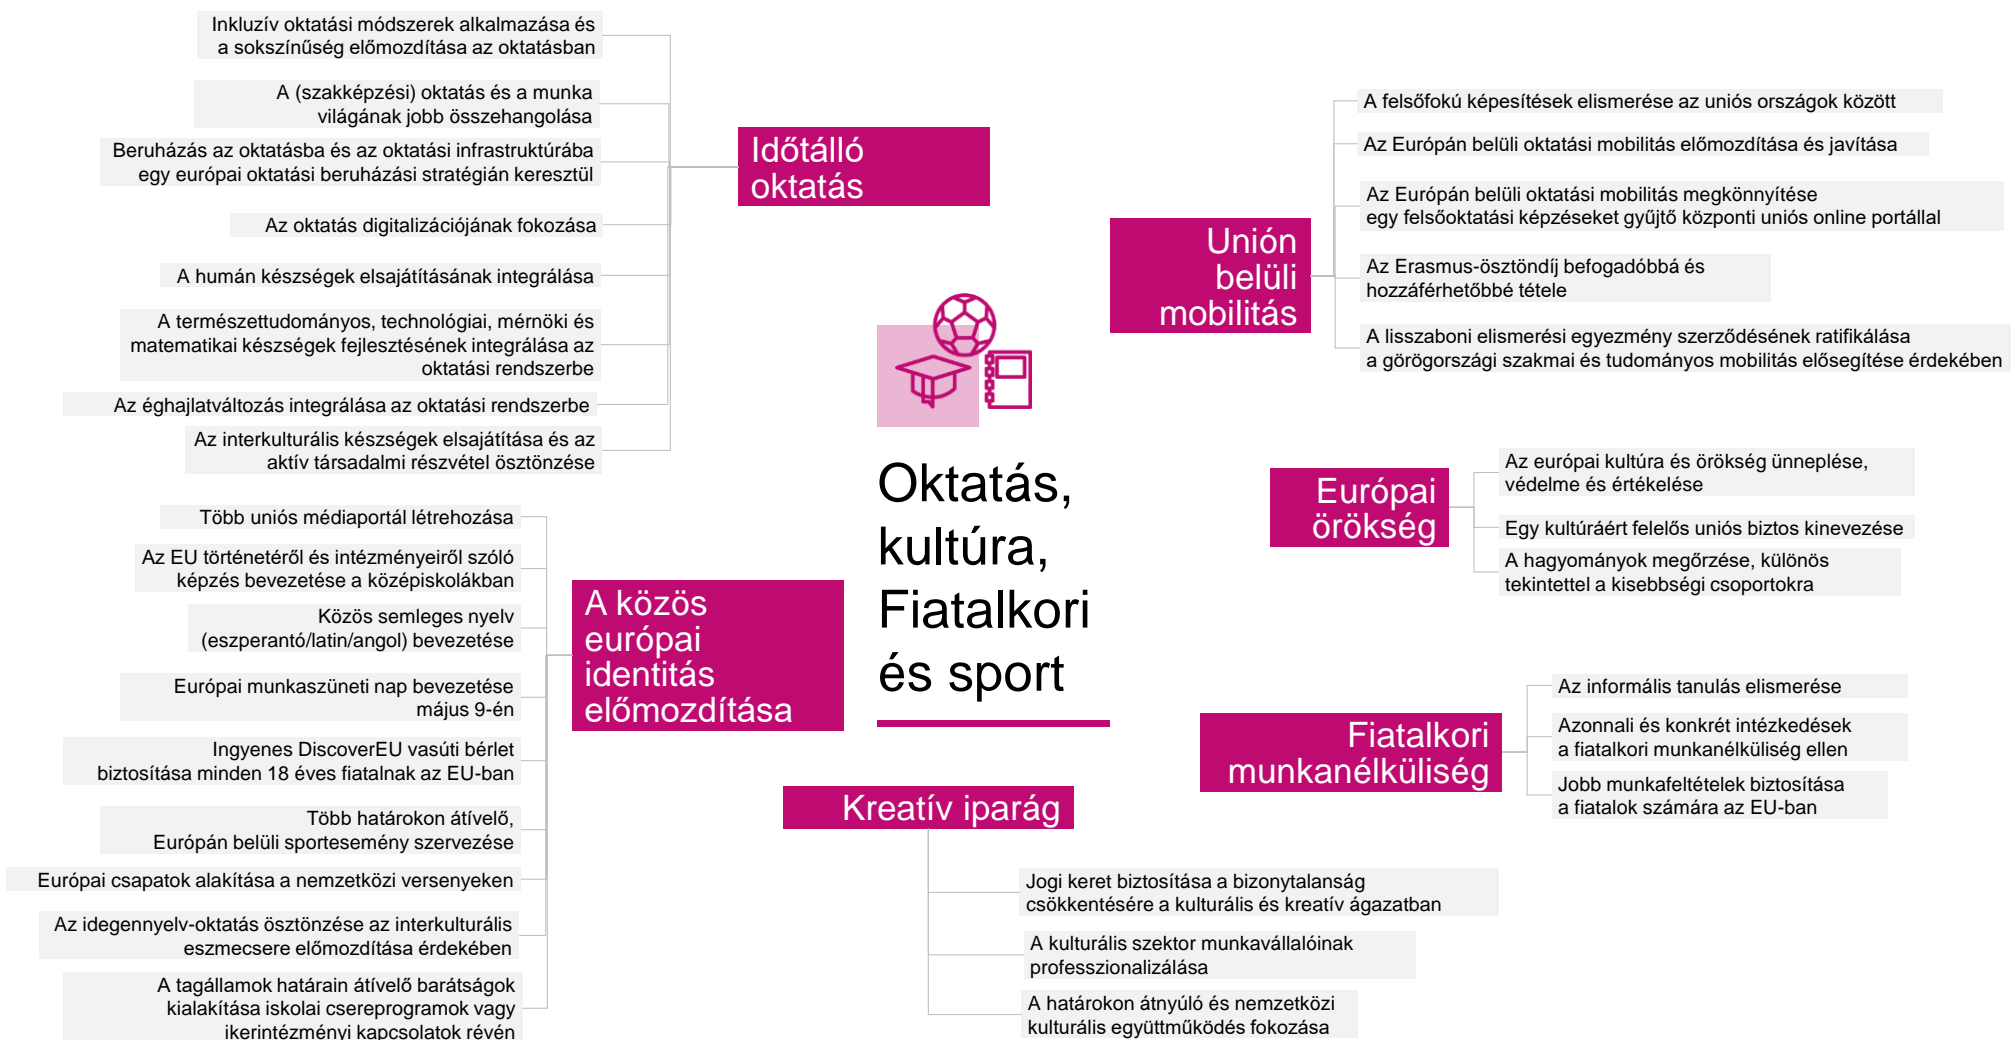 Inkluzív oktatási módszerek alkalmazása és
a sokszínűség előmozdítása az oktatásban
A (szakképzési) oktatás és a munka
világának jobb összehangolása
Beruházás az oktatásba és az oktatási infrastruktúrába
egy európai oktatási beruházási stratégián keresztül
Az oktatás digitalizációjának fokozása
A humán készségek elsajátításának integrálása
A természettudományos, technológiai, mérnöki és
matematikai készségek fejlesztésének integrálása az
oktatási rendszerbe
Az éghajlatváltozás integrálása az oktatási rendszerbe
Az interkulturális készségek elsajátítása és az
aktív társadalmi részvétel ösztönzése
Időtálló
oktatás
Több uniós médiaportál létrehozása
Az EU történetéről és intézményeiről szóló
képzés bevezetése a középiskolákban
Közös semleges nyelv
(eszperantó/latin/angol) bevezetése
Európai munkaszüneti nap bevezetése
május 9-én
Ingyenes DiscoverEU vasúti bérlet
biztosítása minden 18 éves fiatalnak az EU-ban
Több határokon átívelő,
Európán belüli sportesemény szervezése
Európai csapatok alakítása a nemzetközi versenyeken
Az idegennyelv-oktatás ösztönzése az interkulturális
eszmecsere előmozdítása érdekében
A tagállamok határain átívelő barátságok
kialakítása iskolai csereprogramok vagy
ikerintézményi kapcsolatok révén
A közös
európai
identitás
előmozdítása
Oktatás,
kultúra,
Fiatalkori
és sport
Kreatív iparág
Jogi keret biztosítása a bizonytalanság
csökkentésére a kulturális és kreatív ágazatban
A kulturális szektor munkavállalóinak
professzionalizálása
A határokon átnyúló és nemzetközi
kulturális együttműködés fokozása
Unión
belüli
mobilitás
A felsőfokú képesítések elismerése az uniós országok között
Az Európán belüli oktatási mobilitás előmozdítása és javítása
Az Európán belüli oktatási mobilitás megkönnyítése
egy felsőoktatási képzéseket gyűjtő központi uniós online portállal
Az Erasmus-ösztöndíj befogadóbbá és
hozzáférhetőbbé tétele
A lisszaboni elismerési egyezmény szerződésének ratifikálása
a görögországi szakmai és tudományos mobilitás elősegítése érdekében
Európai
örökség
Az európai kultúra és örökség ünneplése,
védelme és értékelése
Egy kultúráért felelős uniós biztos kinevezése
A hagyományok megőrzése, különös
tekintettel a kisebbségi csoportokra
Fiatalkori
munkanélküliség
Az informális tanulás elismerése
Azonnali és konkrét intézkedések
a fiatalkori munkanélküliség ellen
Jobb munkafeltételek biztosítása
a fiatalok számára az EU-ban